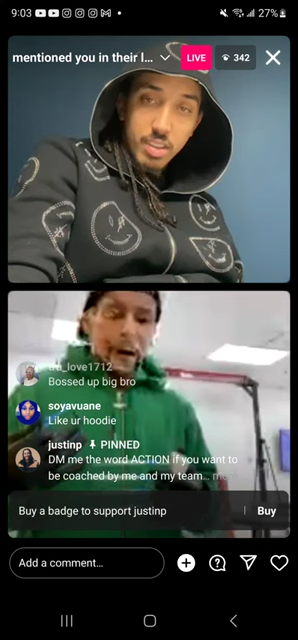 9:03
27%
mentioned you in their l...
LIVE
342
tru_love1712
Bossed up big bro
soyavuane
Like ur hoodie
justinp PINNED
DM me the word ACTION if you want to
be coached by me and my team...
Buy a badge to support justinp
Buy
Add a comment...